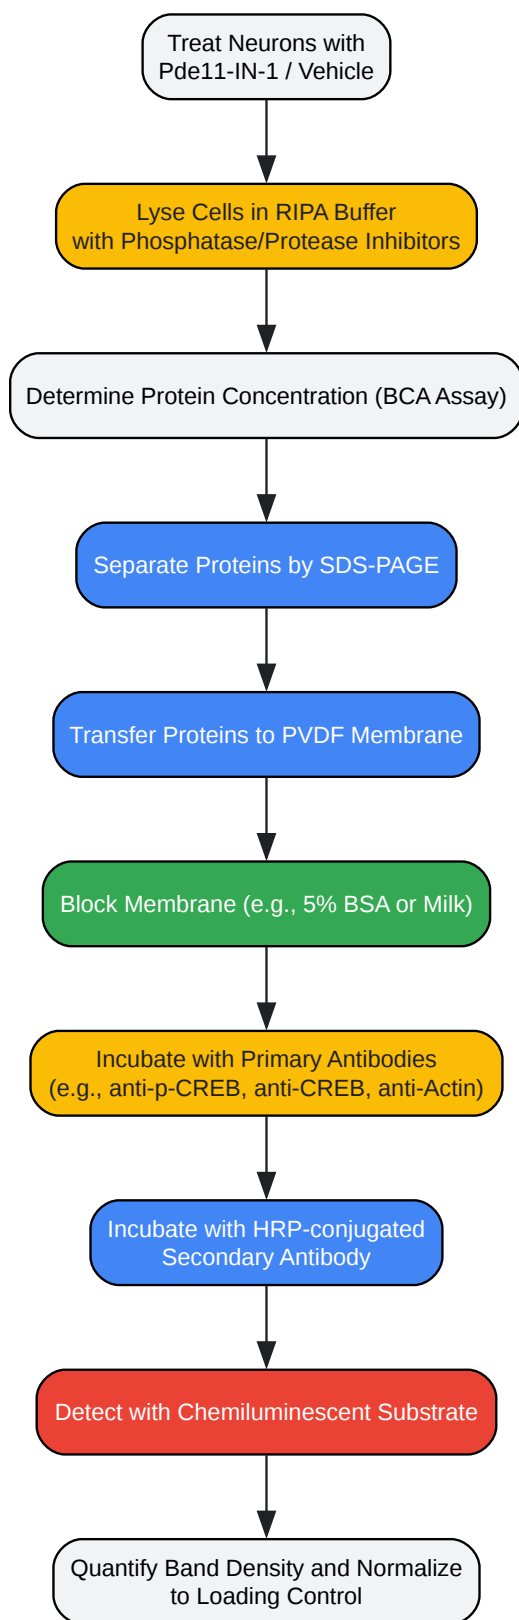 Treat Neurons with
Pde11-IN-1 / Vehicle
Lyse Cells in RIPA Buffer
with Phosphatase/Protease Inhibitors
Determine Protein Concentration (BCA Assay)
Separate Proteins by SDS-PAGE
Transfer Proteins to PVDF Membrane
Block Membrane (e.g., 5% BSA or Milk)
Incubate with Primary Antibodies
(e.g., anti-p-CREB, anti-CREB, anti-Actin)
Incubate with HRP-conjugated
Secondary Antibody
Detect with Chemiluminescent Substrate
Quantify Band Density and Normalize
to Loading Control